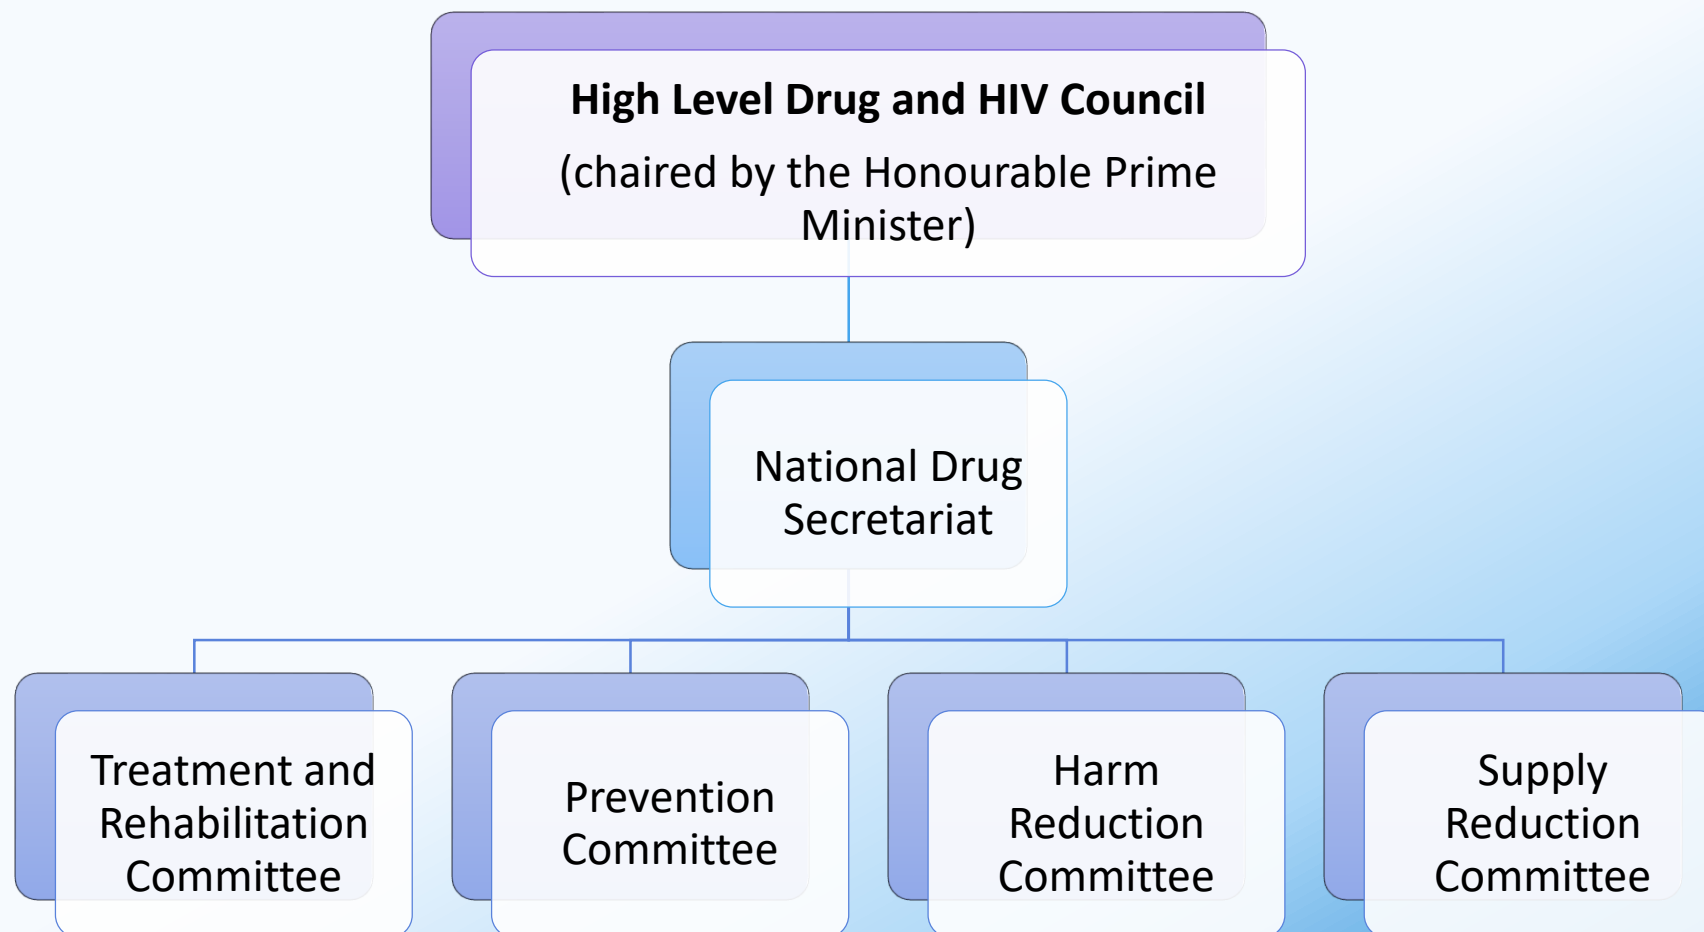 High Level Drug and HIV Council
(chaired by the Honourable Prime
Minister)
National Drug
Secretariat
Treatment and
Rehabilitation
Committee
Prevention
Committee
Harm
Reduction
Committee
Supply
Reduction
Committee